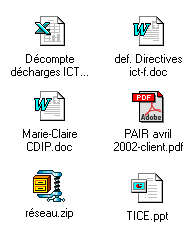 Décompte
décharges ICT...
def. Directives
ict-f.doc
Marie-Claire
CDIP.doc
PDF
Adobe
PAIR avril
2002-client.pdf
réseau.zip
TICE.ppt